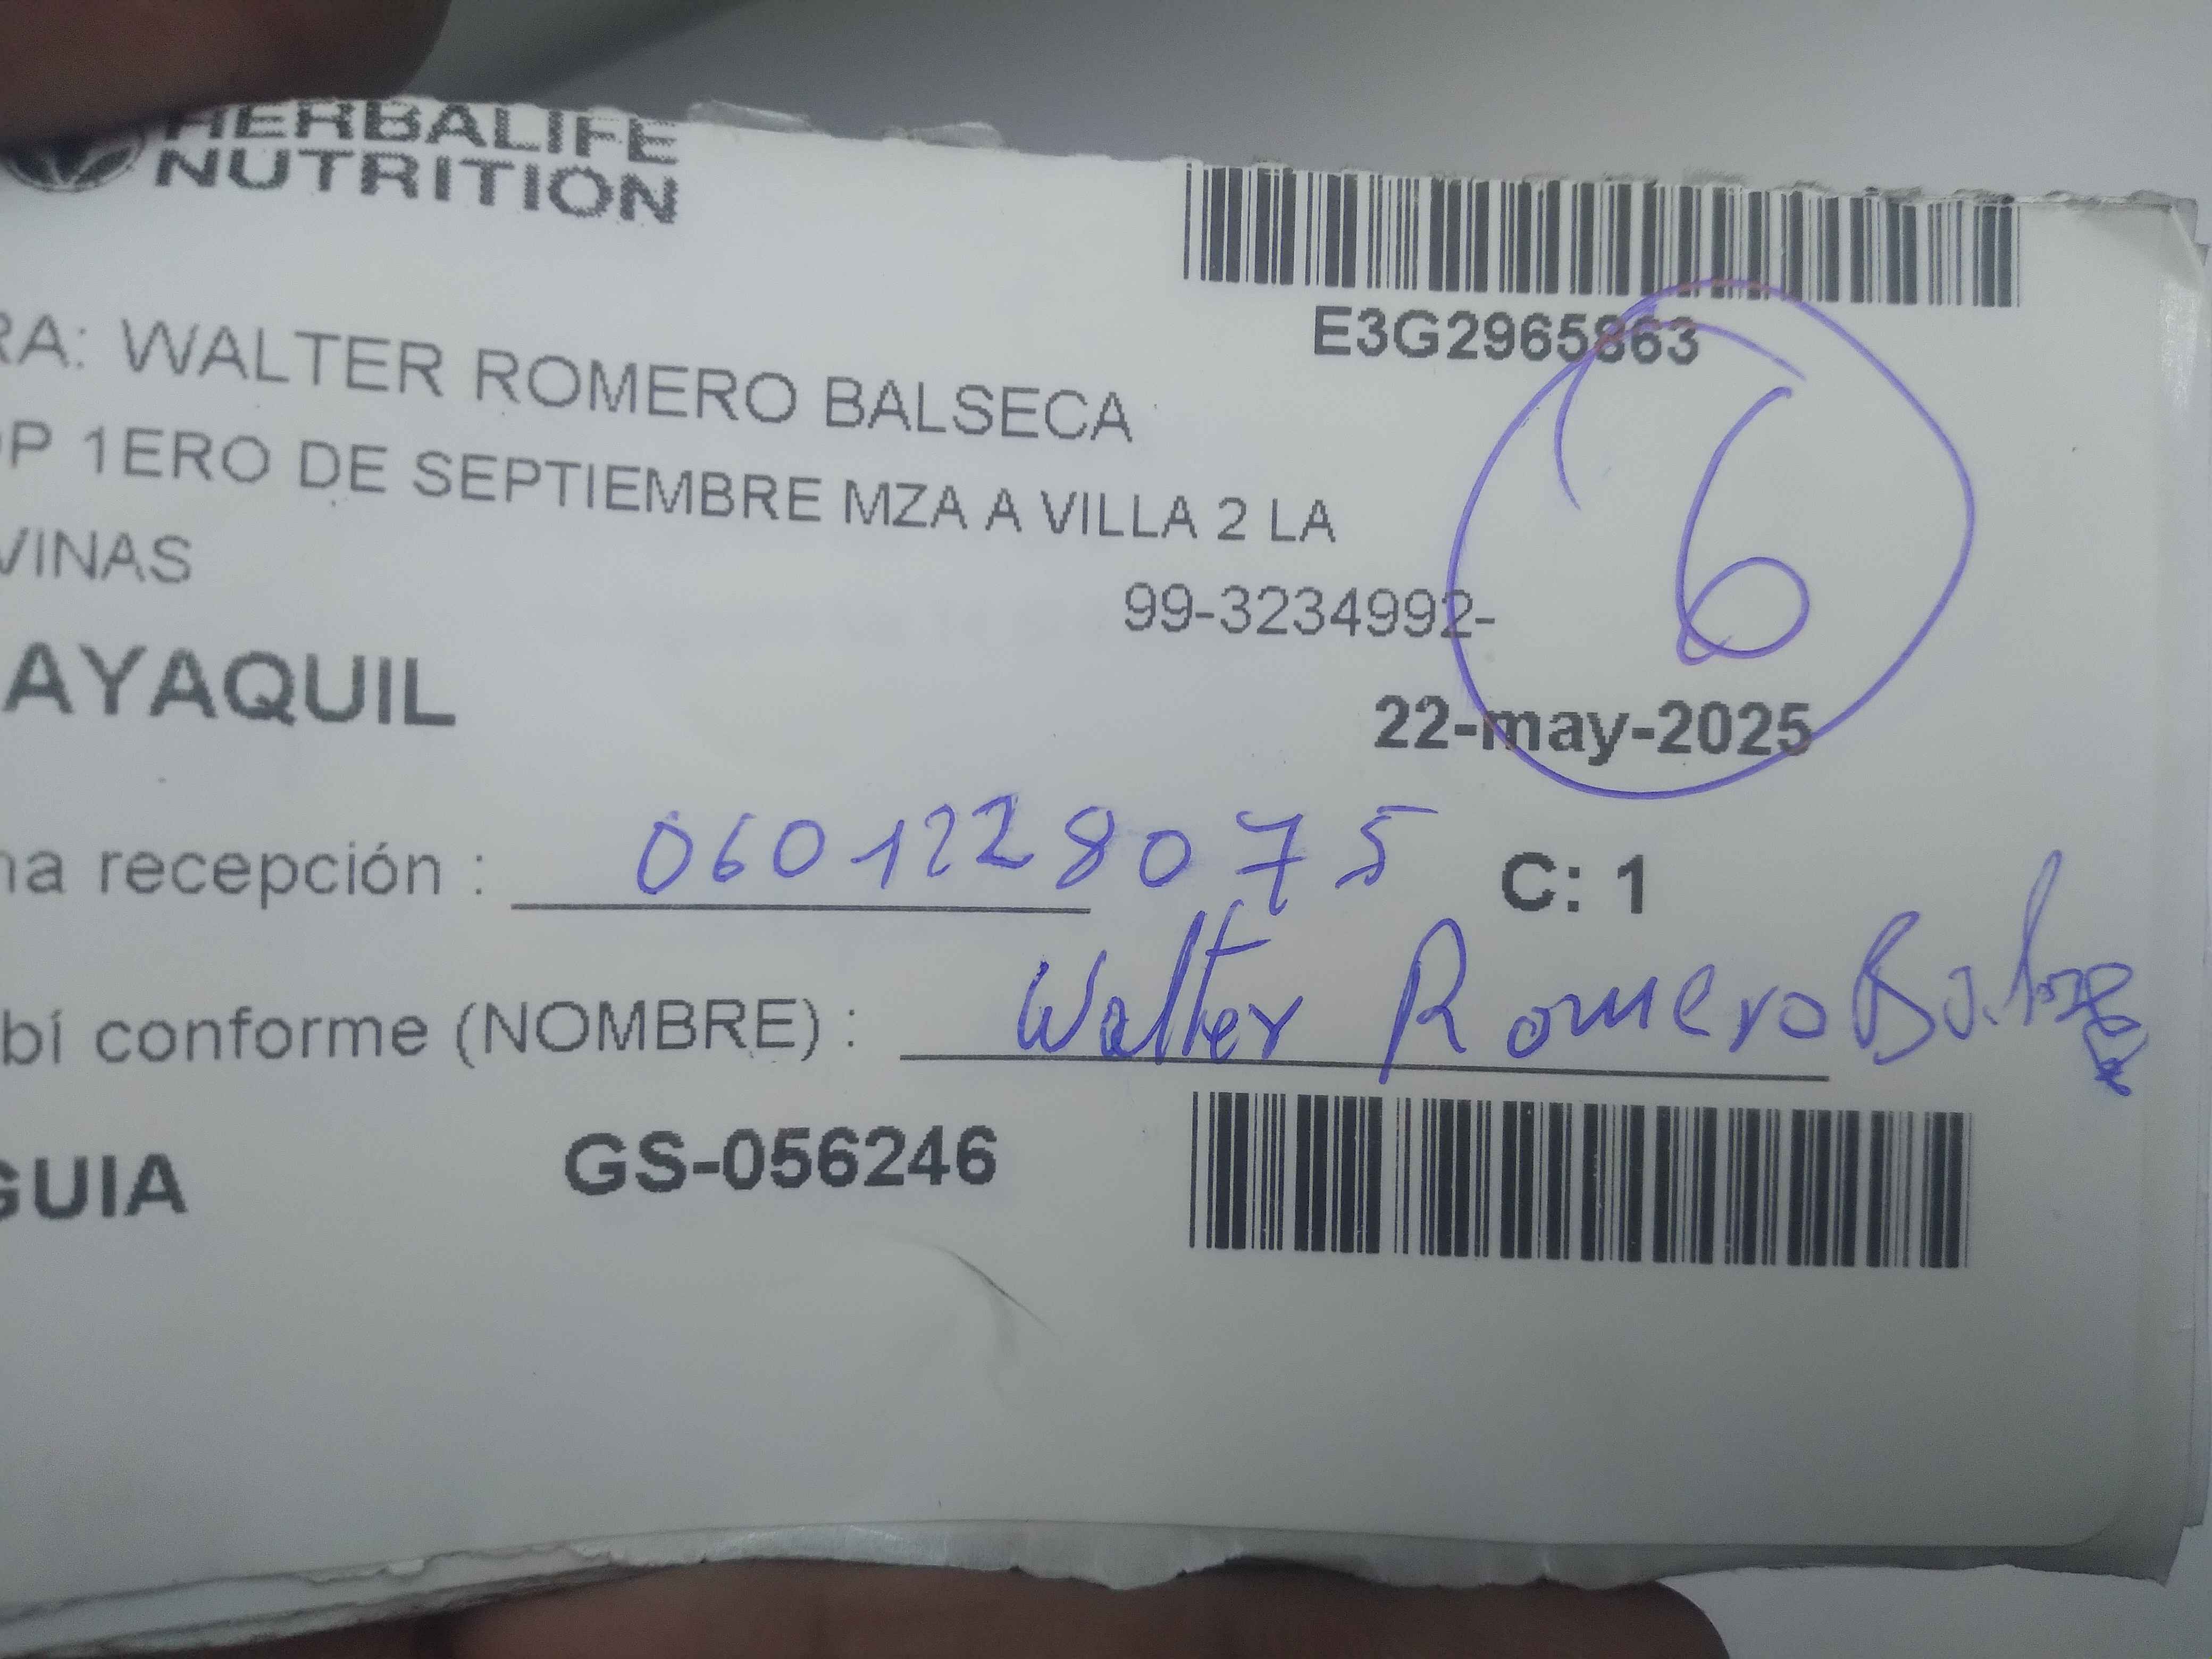 HERBALIFE
NUTRITION
E3G2965863
RA: WALTER ROMERO BALSECA
OP 1ERO DE SEPTIEMBRE MZA A VILLA 2 LA
VINAS
99-3234992-
6
AYAQUIL
22-may-2025
na recepción : 0601228075 C: 1
bí conforme (NOMBRE) : Walter Romero
GUIA GS-056246